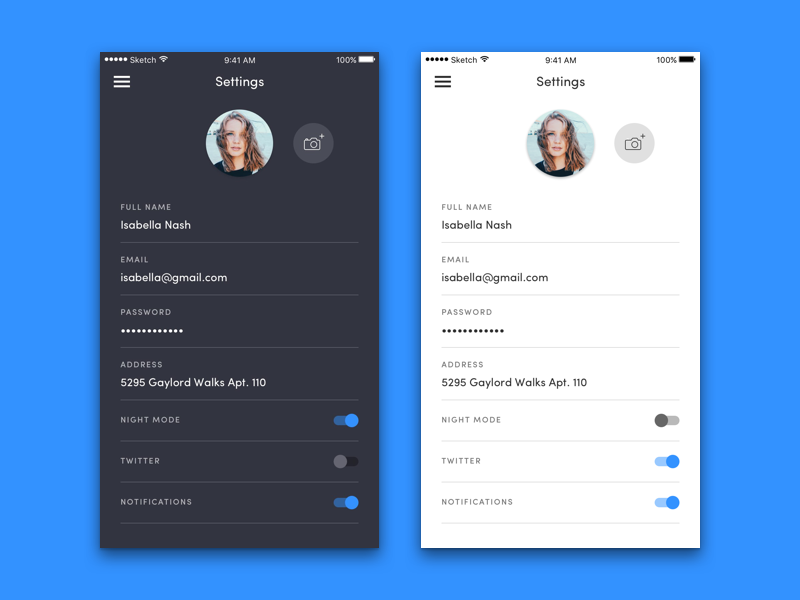 Sketch 9:41 AM 100%
Settings
FULL NAME
Isabella Nash
EMAIL
isabella@gmail.com
PASSWORD
••••••••••••
ADDRESS
5295 Gaylord Walks Apt. 110
NIGHT MODE
TWITTER
NOTIFICATIONS
Sketch 9:41 AM 100%
Settings
FULL NAME
Isabella Nash
EMAIL
isabella@gmail.com
PASSWORD
••••••••••••
ADDRESS
5295 Gaylord Walks Apt. 110
NIGHT MODE
TWITTER
NOTIFICATIONS